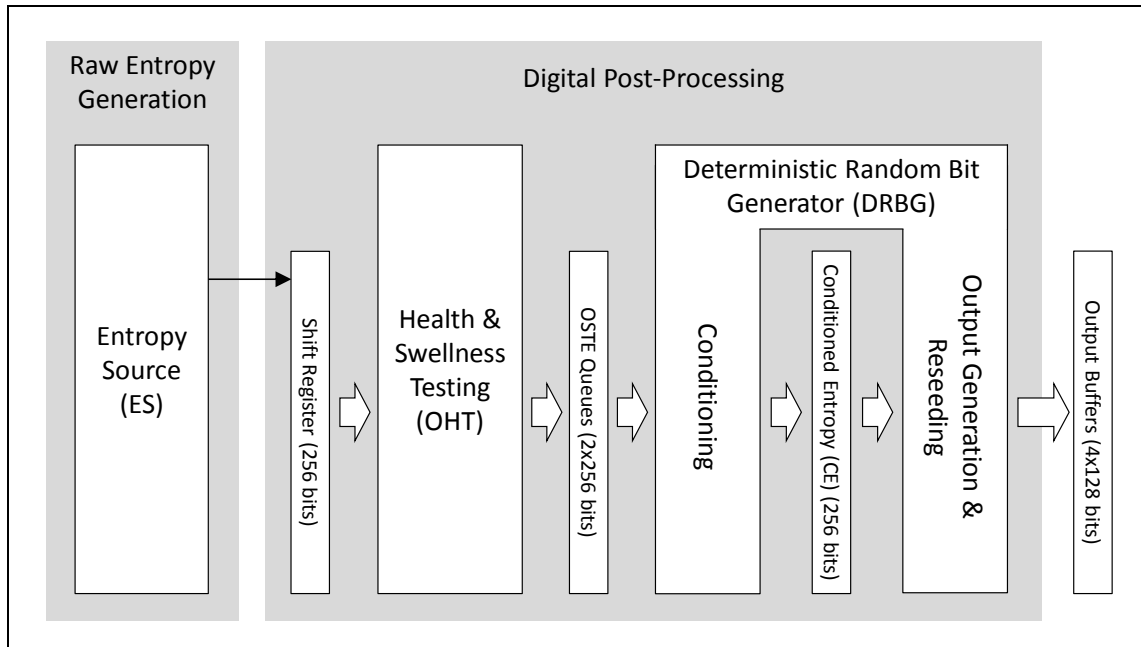 Raw Entropy
Generation
Entropy
Source
(ES)
Digital Post-Processing
Shift Register (256 bits)
Health &
Swellness
Testing
(OHT)
OSTE Queues (2x256 bits)
Deterministic Random Bit
Generator (DRBG)
Conditioning
Conditioned Entropy (CE) (256 bits)
Output Generation &
Reseeding
Output Buffers (4x128 bits)